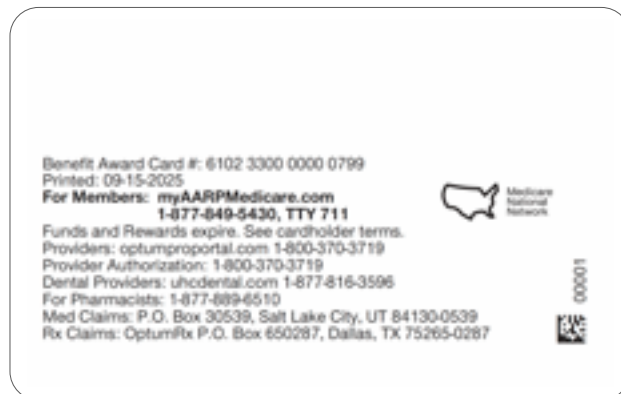 Benefit Award Card #: 6102 3300 0000 0799
Printed: 09-15-2025
For Members: myAARPMedicare.com
1-877-849-5430, TTY 711
Funds and Rewards expire. See cardholder terms.
Providers: optumproportal.com 1-800-370-3719
Provider Authorization: 1-800-370-3719
Dental Providers: uhcdental.com 1-877-816-3596
For Pharmacists: 1-877-889-6510
Med Claims: P.O. Box 30539, Salt Lake City, UT 84130-0539
Rx Claims: OptumRx P.O. Box 650287, Dallas, TX 75265-0287
Medicare
National
Network
00001